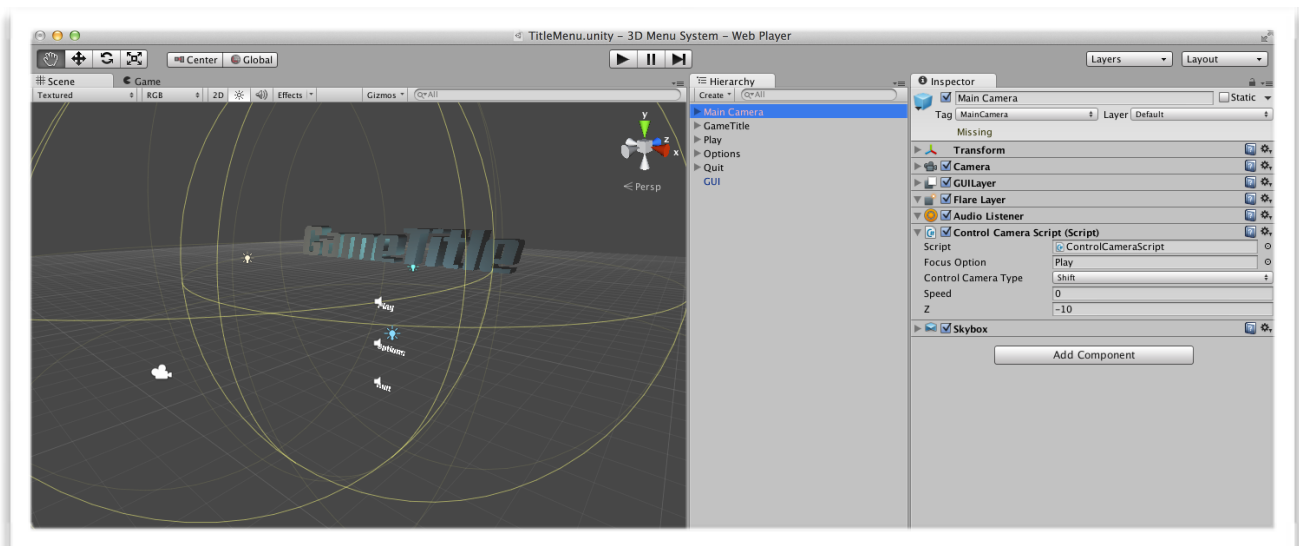 TitleMenu.unity – 3D Menu System – Web Player
Center Global Layers Layout
Scene Game
Textured RGB 2D Effects Gizmos All
y
z
x
Persp
GameTitle
Play
Options
Quit
Hierarchy
Create All
Main Camera
GameTitle
Play
Options
Quit
GUI
Inspector
Main Camera Static
Tag MainCamera Layer Default
Missing
Transform
Camera
GUILayer
Flare Layer
Audio Listener
Control Camera Script (Script)
Script ControlCameraScript
Focus Option Play
Control Camera Type Shift
Speed 0
Z -10
Skybox
Add Component